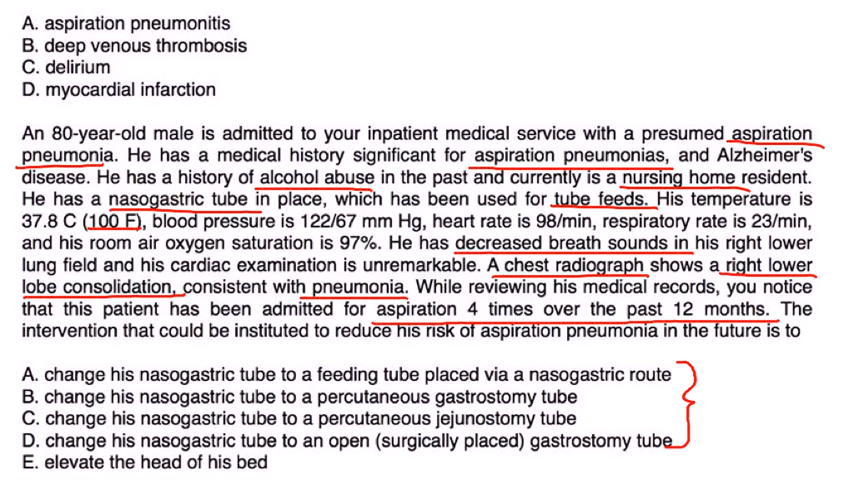 A. aspiration pneumonitis
B. deep venous thrombosis
C. delirium
D. myocardial infarction
An 80-year-old male is admitted to your inpatient medical service with a presumed aspiration
pneumonia. He has a medical history significant for aspiration pneumonias, and Alzheimer's
disease. He has a history of alcohol abuse in the past and currently is a nursing home resident.
He has a nasogastric tube in place, which has been used for tube feeds. His temperature is
37.8 C (100 F), blood pressure is 122/67 mm Hg, heart rate is 98/min, respiratory rate is 23/min,
and his room air oxygen saturation is 97%. He has decreased breath sounds in his right lower
lung field and his cardiac examination is unremarkable. A chest radiograph shows a right lower
lobe consolidation, consistent with pneumonia. While reviewing his medical records, you notice
that this patient has been admitted for aspiration 4 times over the past 12 months. The
intervention that could be instituted to reduce his risk of aspiration pneumonia in the future is to
A. change his nasogastric tube to a feeding tube placed via a nasogastric route
B. change his nasogastric tube to a percutaneous gastrostomy tube
C. change his nasogastric tube to a percutaneous jejunostomy tube
D. change his nasogastric tube to an open (surgically placed) gastrostomy tube
E. elevate the head of his bed